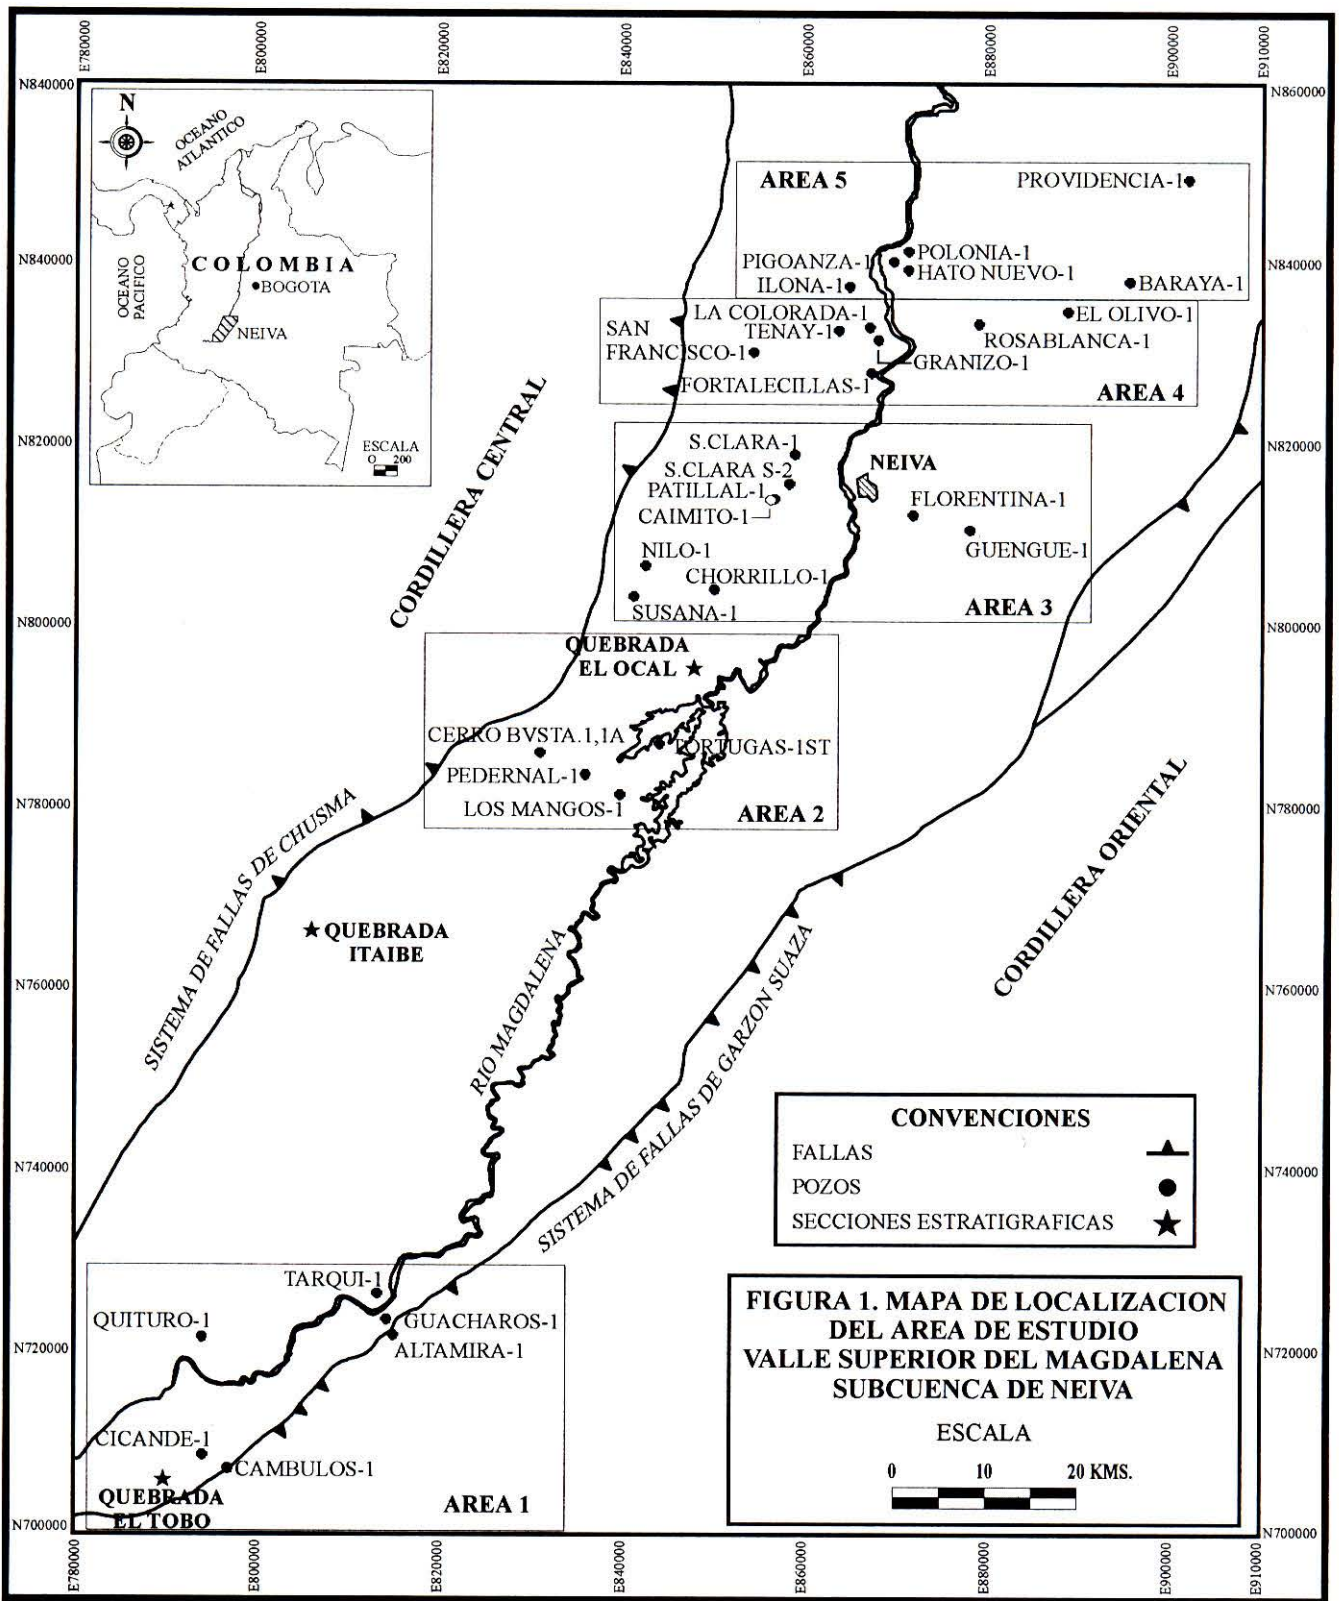 E780000
E800000
E820000
E840000
E860000
E880000
E900000
E910000
N840000
N860000
N
OCEANO
ATLANTICO
OCEANO
PACIFICO
COLOMBIA
BOGOTA
NEIVA
ESCALA
0 200
AREA 5
PROVIDENCIA-1
POLONIA-1
PIGOANZA-1
HATO NUEVO-1
ILONA-1
BARAYA-1
N840000
N840000
LA COLORADA-1
EL OLIVO-1
SAN
FRANCISCO-1
TENAY-1
ROSABLANCA-1
GRANIZO-1
FORTALECILLAS-1
AREA 4
CORDILLERA CENTRAL
N820000
N820000
S.CLARA-1
S.CLARA S-2
NEIVA
PATILLAL-1
CAIMITO-1
FLORENTINA-1
GUENGUE-1
NILO-1
CHORRILLO-1
SUSANA-1
AREA 3
N800000
N800000
QUEBRADA
EL OCAL
CERRO BVSTA.1,1A
TORTUGAS-1ST
PEDERNAL-1
LOS MANGOS-1
AREA 2
N780000
N780000
SISTEMA DE FALLAS DE CHUSMA
CORDILLERA ORIENTAL
QUEBRADA
ITAIBE
RIO MAGDALENA
SISTEMA DE FALLAS DE GARZON SUAZA
N760000
N760000
CONVENCIONES
FALLAS
POZOS
SECCIONES ESTRATIGRAFICAS
N740000
N740000
TARQUI-1
QUITURO-1
GUACHAROS-1
ALTAMIRA-1
N720000
N720000
CICANDE-1
CAMBULOS-1
QUEBRADA
EL TOBO
AREA 1
FIGURA 1. MAPA DE LOCALIZACION
DEL AREA DE ESTUDIO
VALLE SUPERIOR DEL MAGDALENA
SUBCUENCA DE NEIVA
ESCALA
0 10 20 KMS.
N700000
N700000
E780000
E800000
E820000
E840000
E860000
E880000
E900000
E910000